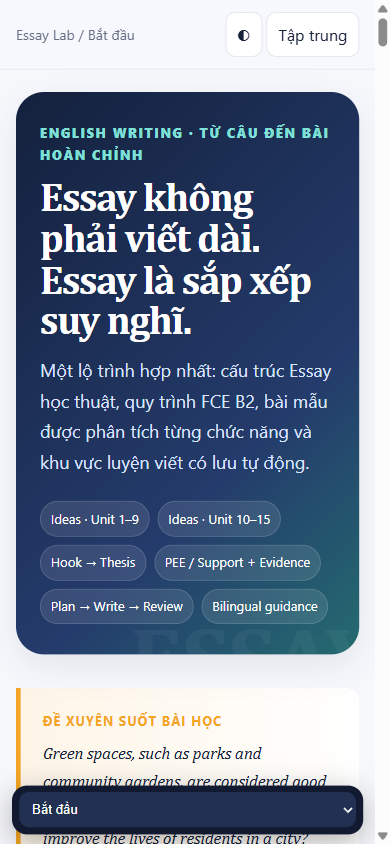 Essay Lab / Bắt đầu
Tập trung
ENGLISH WRITING · TỪ CÂU ĐẾN BÀI
HOÀN CHỈNH
Essay không
phải viết dài.
Essay là sắp xếp
suy nghĩ.
Một lộ trình hợp nhất: cấu trúc Essay
học thuật, quy trình FCE B2, bài mẫu
được phân tích từng chức năng và
khu vực luyện viết có lưu tự động.
Ideas · Unit 1–9
Ideas · Unit 10–15
Hook → Thesis
PEE / Support + Evidence
Plan → Write → Review
Bilingual guidance
ESSAY
ĐỀ XUYÊN SUỐT BÀI HỌC
Green spaces, such as parks and
community gardens, are considered good
Bắt đầu
improve the lives of residents in a city?